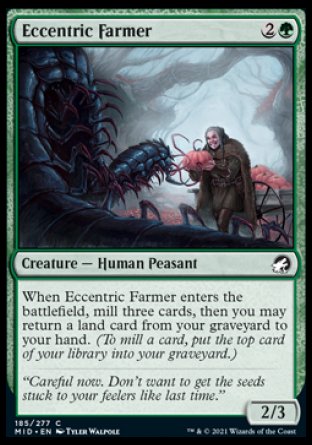 Eccentric Farmer 2
Creature — Human Peasant
When Eccentric Farmer enters the
battlefield, mill three cards, then you may
return a land card from your graveyard to
your hand. (To mill a card, put the top card
of your library into your graveyard.)
“Careful now. Don’t want to get the seeds
stuck to your feelers like last time.”
2/3
185/277 C
MID • EN TYLER WALPOLE
™ & © 2021 Wizards of the Coast